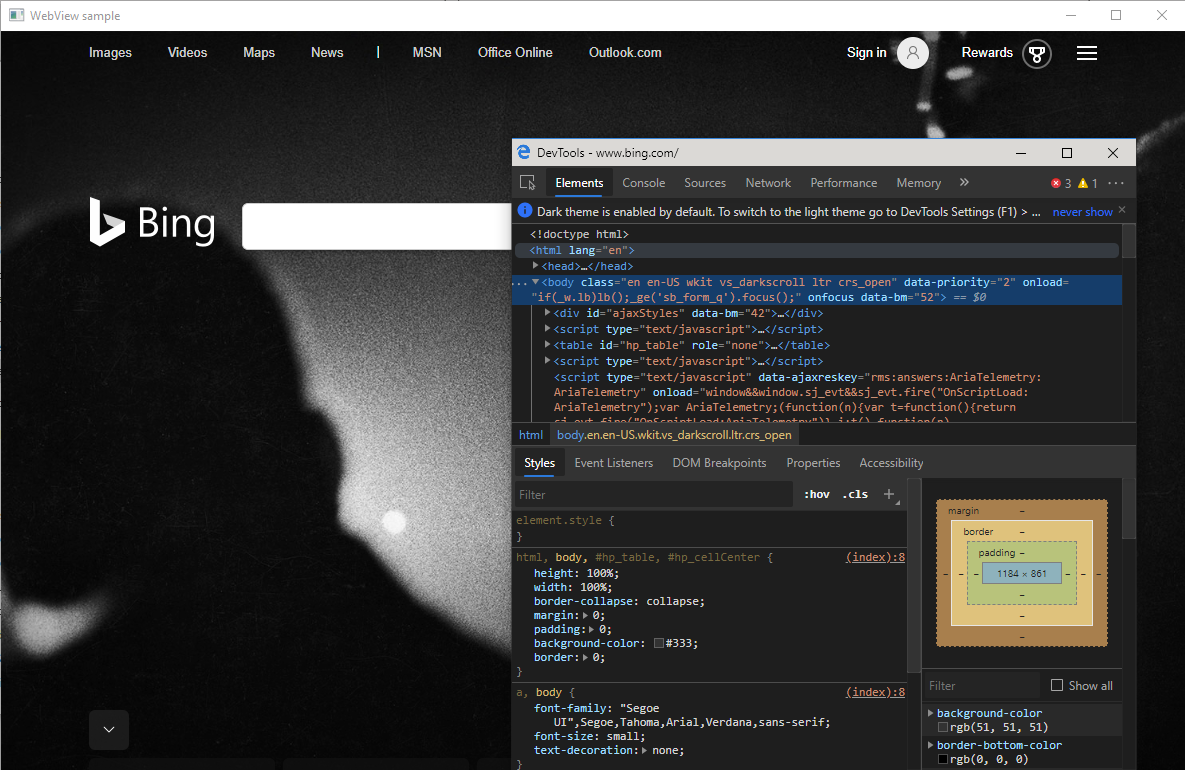 WebView sample
Images Videos Maps News | MSN Office Online Outlook.com Sign in Rewards
Bing
DevTools - www.bing.com/
Elements Console Sources Network Performance Memory » 3 1 ···
Dark theme is enabled by default. To switch to the light theme go to DevTools Settings (F1) > ... never show ×
<!doctype html>
<html lang="en">
<head>…</head>
<body class="en en-US wkit vs_darkscroll ltr crs_open" data-priority="2" onload=
"if(_w.lb)lb();_ge('sb_form_q').focus();" onfocus data-bm="52"> == $0
<div id="ajaxStyles" data-bm="42">…</div>
<script type="text/javascript">…</script>
<table id="hp_table" role="none">…</table>
<script type="text/javascript">…</script>
<script type="text/javascript" data-ajaxreskey="rms:answers:AriaTelemetry:
AriaTelemetry" onload="window&&window.sj_evt&&sj_evt.fire("OnScriptLoad:
AriaTelemetry");var AriaTelemetry;(function(n){var t=function(){return
html body.en.en-US.wkit.vs_darkscroll.ltr.crs_open
Styles Event Listeners DOM Breakpoints Properties Accessibility
Filter :hov .cls +
element.style {
}
html, body, #hp_table, #hp_cellCenter { (index):8
height: 100%;
width: 100%;
border-collapse: collapse;
margin: 0;
padding: 0;
background-color: #333;
border: 0;
}
a, body { (index):8
font-family: "Segoe
UI",Segoe,Tahoma,Arial,Verdana,sans-serif;
font-size: small;
text-decoration: none;
}
margin –
border –
padding –
– – – 1184 × 861 – – –
–
–
–
Filter Show all
background-color
rgb(51, 51, 51)
border-bottom-color
rgb(0, 0, 0)